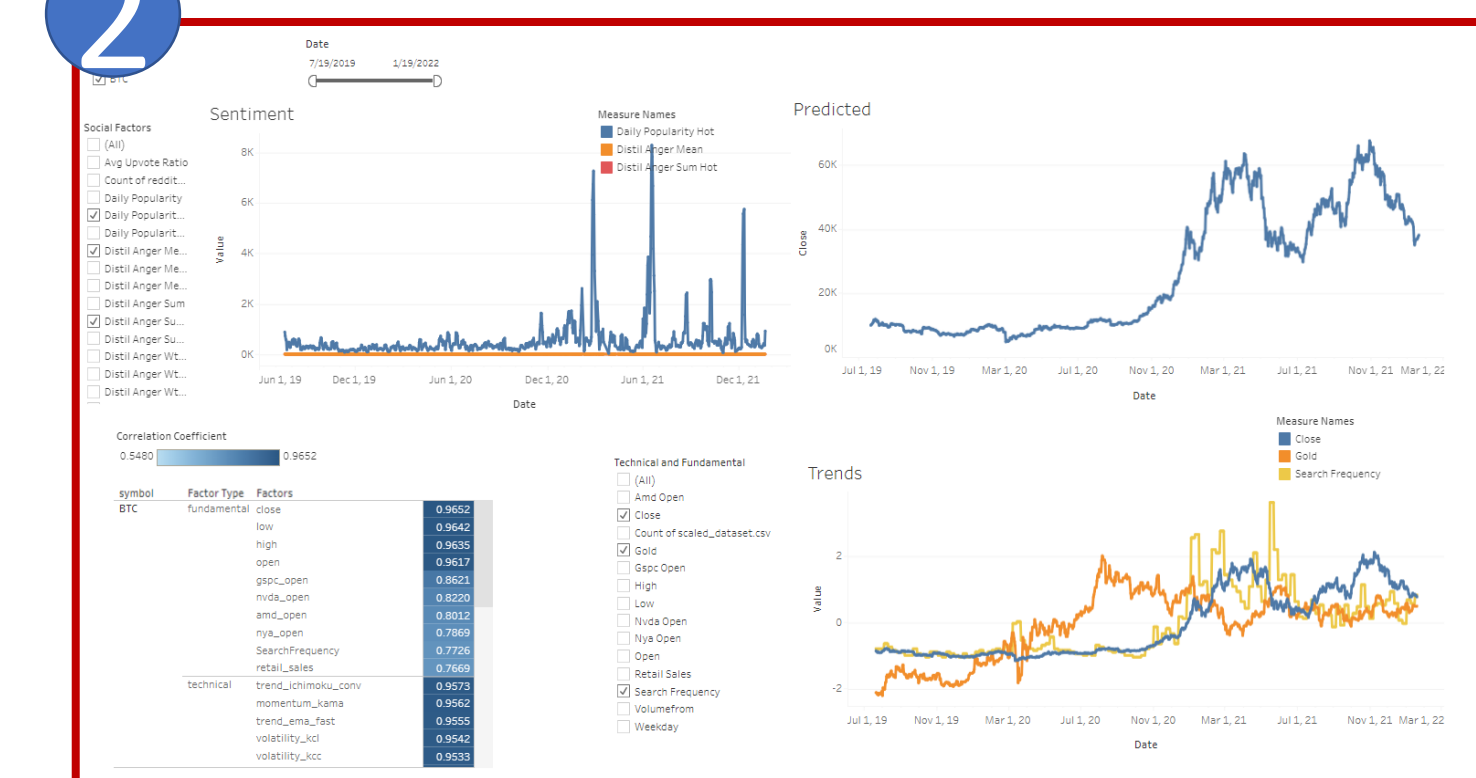 2
BTC
Date
7/19/2019 1/19/2022
Social Factors
(All)
Avg Upvote Ratio
Count of reddit...
Daily Popularity
Daily Popularit...
Daily Popularit...
Distil Anger Me...
Distil Anger Me...
Distil Anger Me...
Distil Anger Sum
Distil Anger Su...
Distil Anger Su...
Distil Anger Wt...
Distil Anger Wt...
Distil Anger Wt...
Sentiment
Measure Names
Daily Popularity Hot
Distil Anger Mean
Distil Anger Sum Hot
8K
6K
4K
2K
0K
Value
Jun 1, 19 Dec 1, 19 Jun 1, 20 Dec 1, 20 Jun 1, 21 Dec 1, 21
Date
Predicted
60K
40K
20K
0K
Close
Jul 1, 19 Nov 1, 19 Mar 1, 20 Jul 1, 20 Nov 1, 20 Mar 1, 21 Jul 1, 21 Nov 1, 21 Mar 1, 22
Date
Correlation Coefficient
0.5480 0.9652
symbol Factor Type Factors
BTC fundamental close 0.9652
low 0.9642
high 0.9635
open 0.9617
gspc_open 0.8621
nvda_open 0.8220
amd_open 0.8012
nya_open 0.7869
SearchFrequency 0.7726
retail_sales 0.7669
technical trend_ichimoku_conv 0.9573
momentum_kama 0.9562
trend_ema_fast 0.9555
volatility_kcl 0.9542
volatility_kcc 0.9533
Technical and Fundamental
(All)
Amd Open
Close
Count of scaled_dataset.csv
Gold
Gspc Open
High
Low
Nvda Open
Nya Open
Open
Retail Sales
Search Frequency
Volumefrom
Weekday
Trends
Measure Names
Close
Gold
Search Frequency
2
0
-2
Value
Jul 1, 19 Nov 1, 19 Mar 1, 20 Jul 1, 20 Nov 1, 20 Mar 1, 21 Jul 1, 21 Nov 1, 21 Mar 1, 22
Date